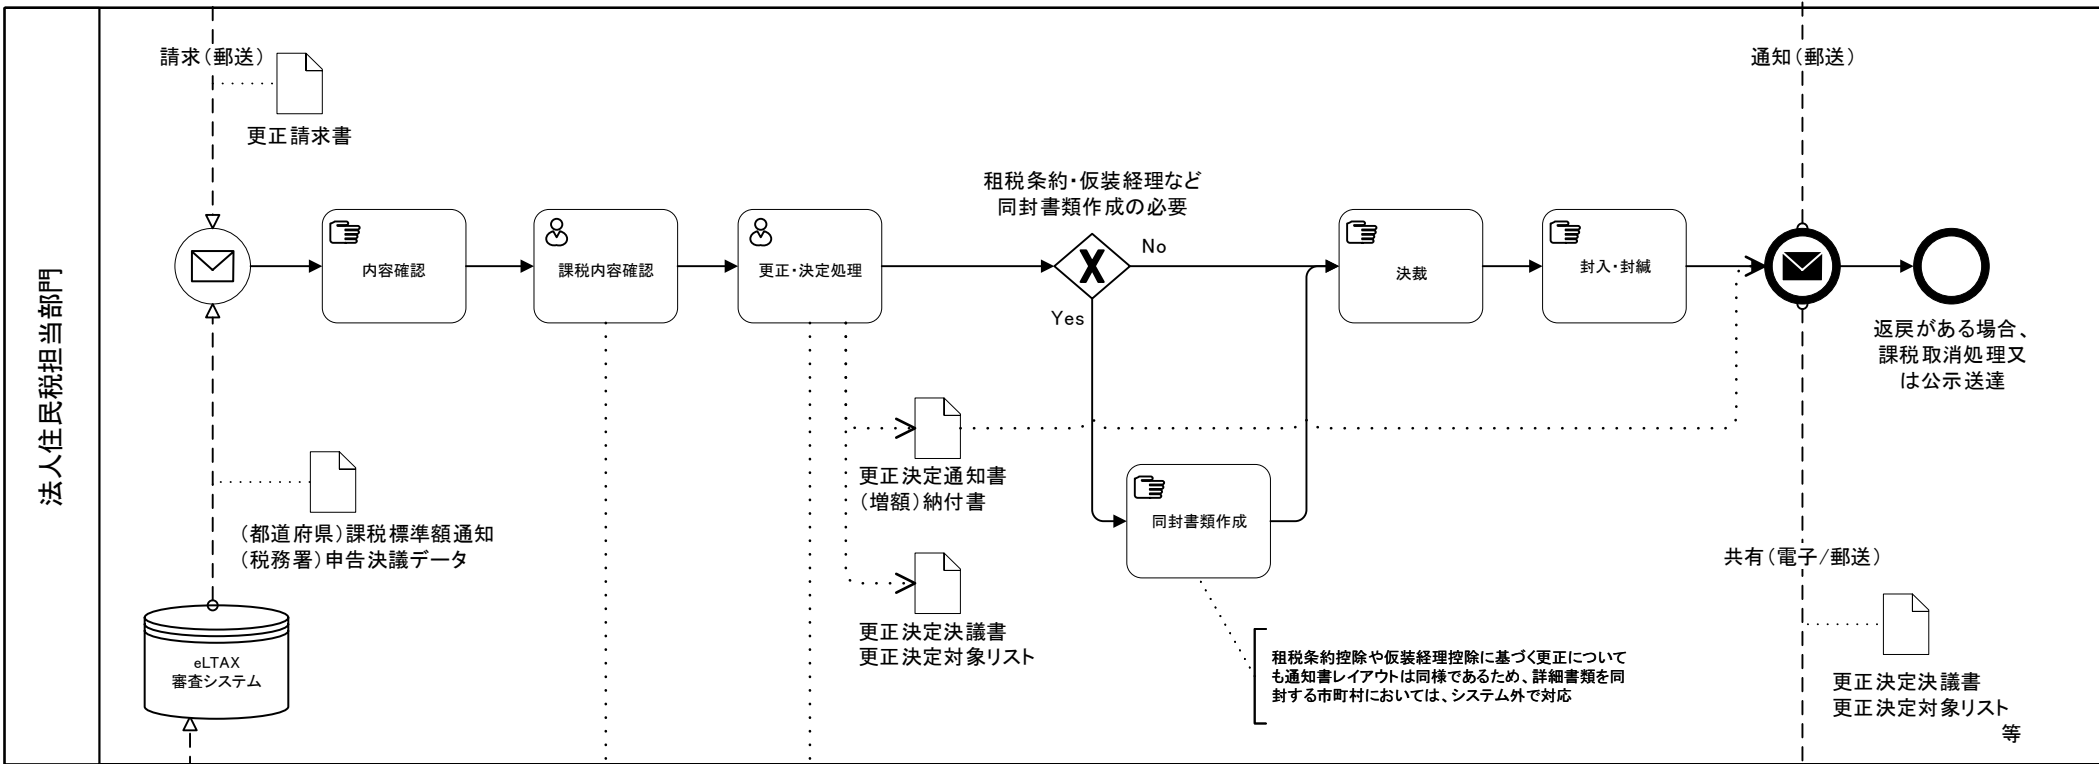 法人住民税担当部門
請求(郵送)
更正請求書
通知(郵送)
租税条約・仮装経理など
同封書類作成の必要
No
Yes
内容確認
課税内容確認
更正・決定処理
決裁
封入・封緘
返戻がある場合、
課税取消処理又
は公示送達
更正決定通知書
(増額)納付書
同封書類作成
(都道府県)課税標準額通知
(税務署)申告決議データ
共有(電子/郵送)
更正決定決議書
更正決定対象リスト
eLTAX
審査システム
租税条約控除や仮装経理控除に基づく更正について
も通知書レイアウトは同様であるため、詳細書類を同
封する市町村においては、システム外で対応
更正決定決議書
更正決定対象リスト
等